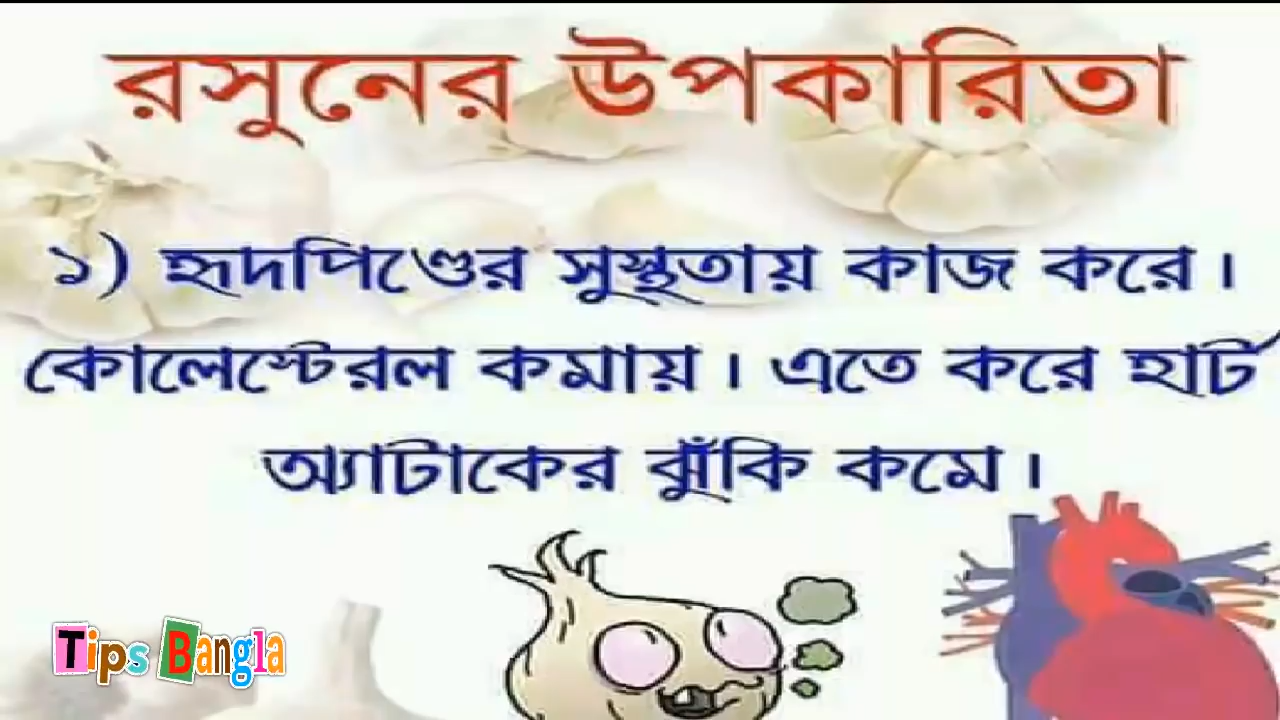 রসুনের উপকারিতা
১) হৃদপিণ্ডের সুস্থতায় কাজ করে।
কোলেস্টেরল কমায়। এতে করে হার্ট
অ্যাটাকের ঝুঁকি কমে।
Tips Bangla